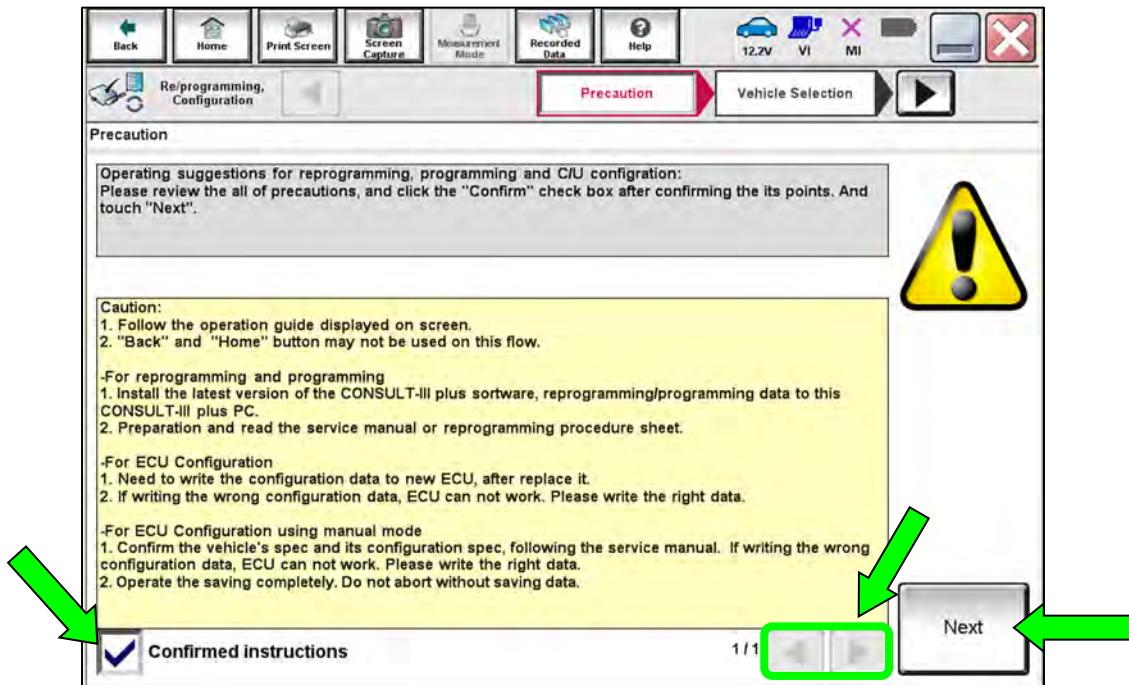 Back
Home
Print Screen
Screen
Capture
Measurement
Mode
Recorded
Data
Help
12.2V
VI
MI
Re/programming,
Configuration
Precaution
Vehicle Selection
Precaution
Operating suggestions for reprogramming, programming and C/U configration:
Please review the all of precautions, and click the "Confirm" check box after confirming the its points. And
touch "Next".
Caution:
1. Follow the operation guide displayed on screen.
2. "Back" and "Home" button may not be used on this flow.
-For reprogramming and programming
1. Install the latest version of the CONSULT-III plus sortware, reprogramming/programming data to this
CONSULT-III plus PC.
2. Preparation and read the service manual or reprogramming procedure sheet.
-For ECU Configuration
1. Need to write the configuration data to new ECU, after replace it.
2. If writing the wrong configuration data, ECU can not work. Please write the right data.
-For ECU Configuration using manual mode
1. Confirm the vehicle's spec and its configuration spec, following the service manual. If writing the wrong
configuration data, ECU can not work. Please write the right data.
2. Operate the saving completely. Do not abort without saving data.
Confirmed instructions
1/1
Next